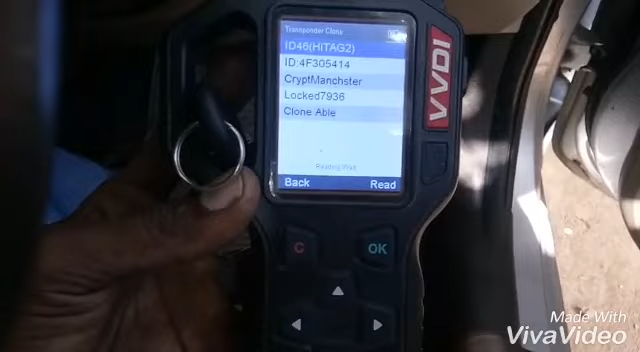 Transponder Clone
ID46(HITAG2)
ID:4F305414
CryptManchster
Locked7936
Clone Able
Reading Wait
Back
Read
VVDI
C
OK
Made With
VivaVideo